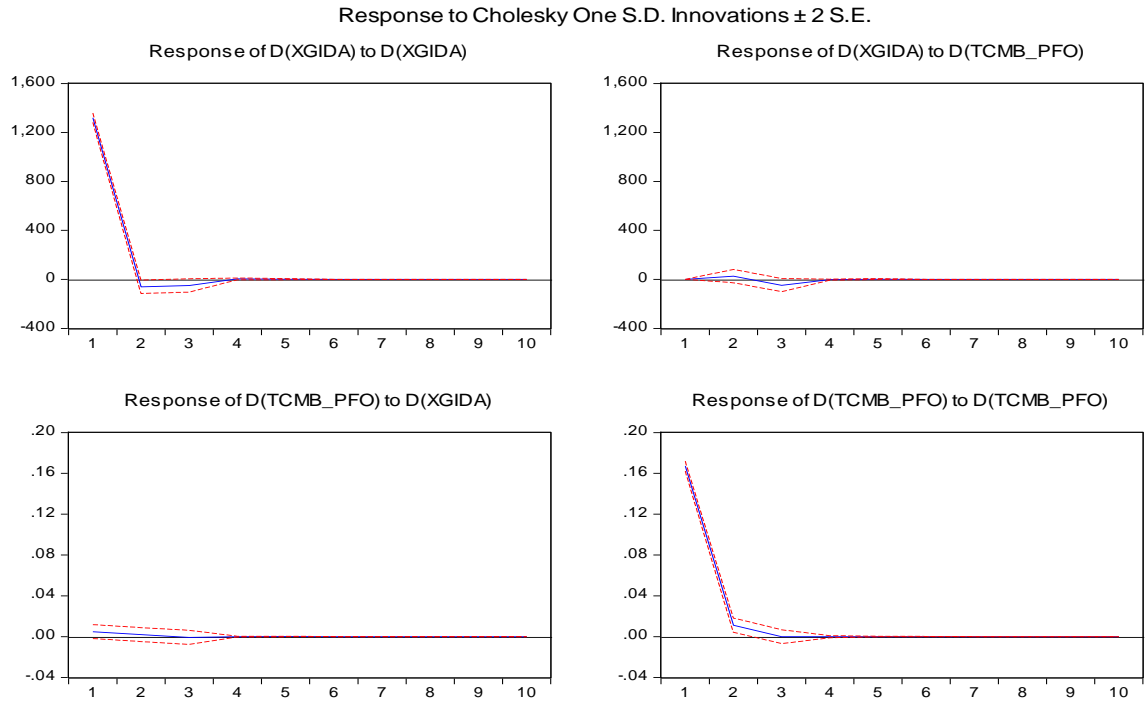 Response to Cholesky One S.D. Innovations ± 2 S.E.
Response of D(XGIDA) to D(XGIDA)
1,600
1,200
800
400
0
-400
1 2 3 4 5 6 7 8 9 10
Response of D(XGIDA) to D(TCMB_PFO)
1,600
1,200
800
400
0
-400
1 2 3 4 5 6 7 8 9 10
Response of D(TCMB_PFO) to D(XGIDA)
.20
.16
.12
.08
.04
.00
-.04
1 2 3 4 5 6 7 8 9 10
Response of D(TCMB_PFO) to D(TCMB_PFO)
.20
.16
.12
.08
.04
.00
-.04
1 2 3 4 5 6 7 8 9 10